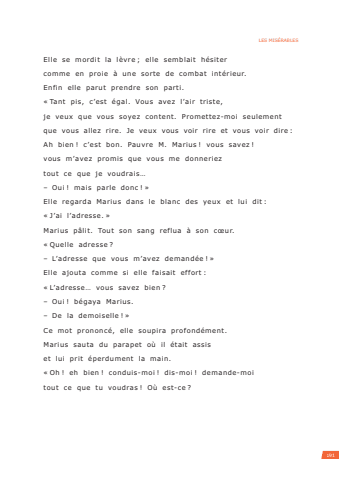 LES MISÉRABLES
Elle se mordit la lèvre ; elle semblait hésiter
comme en proie à une sorte de combat intérieur.
Enfin elle parut prendre son parti.
« Tant pis, c’est égal. Vous avez l’air triste,
je veux que vous soyez content. Promettez-moi seulement
que vous allez rire. Je veux vous voir rire et vous voir dire :
Ah bien ! c’est bon. Pauvre M. Marius ! vous savez !
vous m’avez promis que vous me donneriez
tout ce que je voudrais…
– Oui ! mais parle donc ! »
Elle regarda Marius dans le blanc des yeux et lui dit :
« J’ai l’adresse. »
Marius pâlit. Tout son sang reflua à son cœur.
« Quelle adresse ?
– L’adresse que vous m’avez demandée ! »
Elle ajouta comme si elle faisait effort :
« L’adresse… vous savez bien ?
– Oui ! bégaya Marius.
– De la demoiselle ! »
Ce mot prononcé, elle soupira profondément.
Marius sauta du parapet où il était assis
et lui prit éperdument la main.
« Oh ! eh bien ! conduis-moi ! dis-moi ! demande-moi
tout ce que tu voudras ! Où est-ce ?